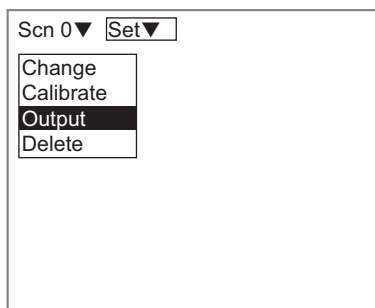 Scn 0▼ Set▼
Change
Calibrate
Output
Delete